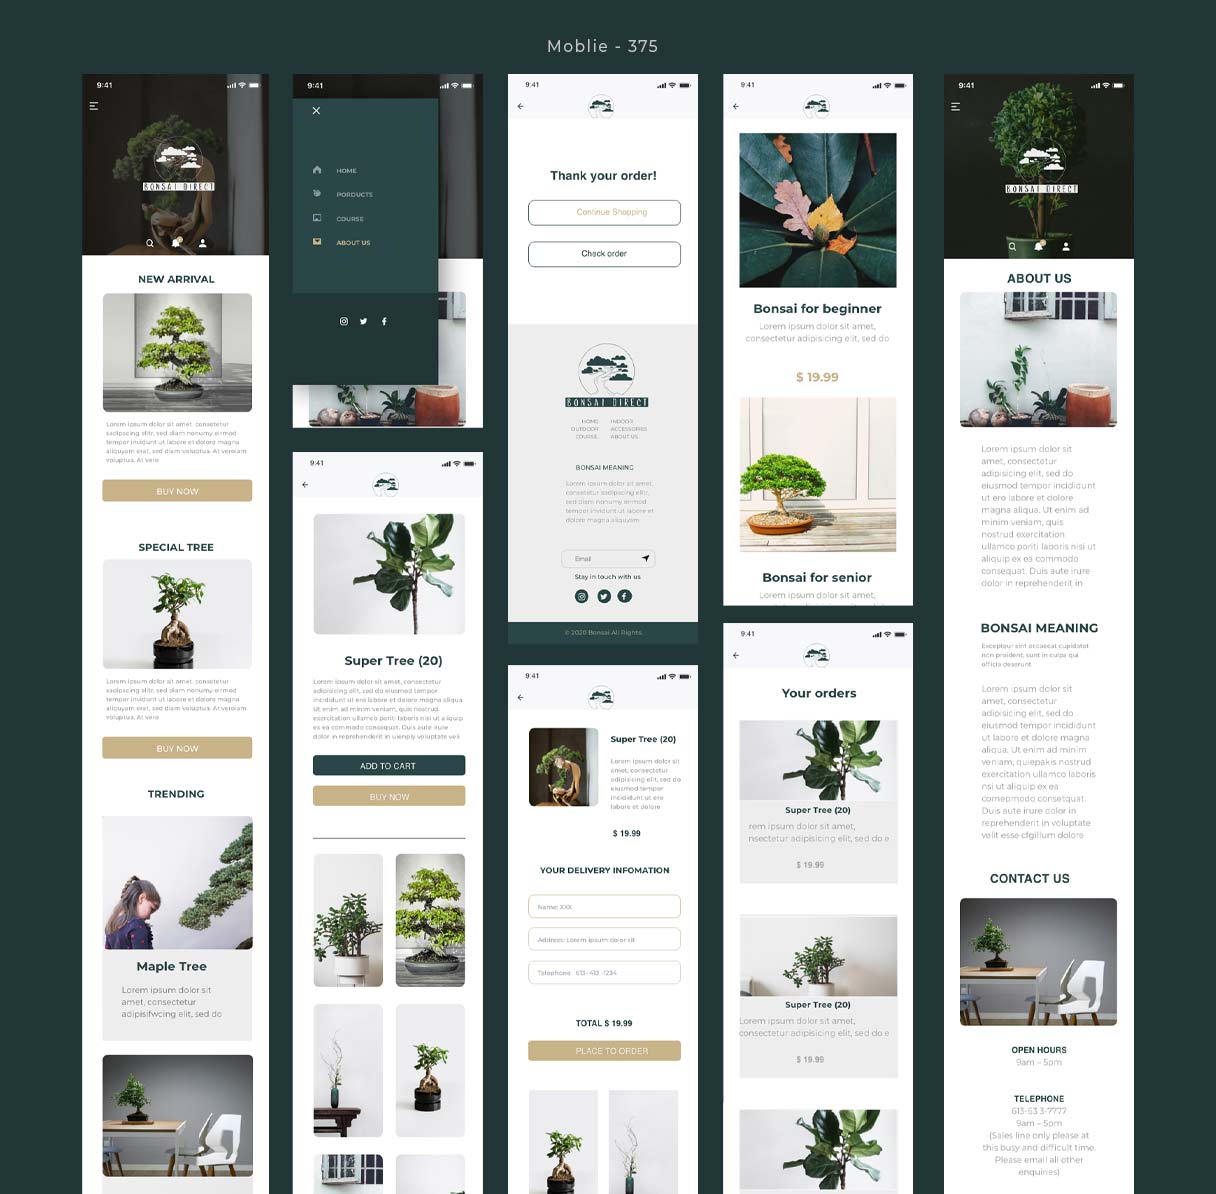 Moblie - 375
9:41
BONSAI DIRECT
NEW ARRIVAL
Lorem ipsum dolor sit amet, consetetur
sadipscing elitr, sed diam nonumy eirmod
tempor invidunt ut labore et dolore magna
aliquyam erat, sed diam voluptua. At veroiam
voluptua. At vero
BUY NOW
SPECIAL TREE
Lorem ipsum dolor sit amet, consetetur
sadipscing elitr, sed diam nonumy eirmod
tempor invidunt ut labore et dolore magna
aliquyam erat, sed diam voluptua. At veroiam
voluptua. At vero
BUY NOW
TRENDING
Maple Tree
Lorem ipsum dolor sit
amet, consectetur
adipisifwcing elit, sed do
9:41
HOME
PORDUCTS
COURSE
ABOUT US
9:41
Super Tree (20)
Lorem ipsum dolor sit amet, consectetur
adipisicing elit, sed do eiusmod tempor
incididunt ut ero labore et dolore magna aliqua.
Ut enim ad minim veniam, quis nostrud
exercitation ullamco poriti laboris nisi ut aliquip
ex ea commodo consequat. Duis aute irure
dolor in reprehenderit in uienply voluptate veli
ADD TO CART
BUY NOW
9:41
Thank your order!
Continue Shopping
Check order
BONSAI DIRECT
HOME INDOOR
OUTDOOR ACCESSOIRES
COURSE ABOUT US
BONSAI MEANING
Lorem ipsum dolor sit amet,
consetetur sadipscing elitr,
sed diam nonumy eirmod
tempor invidunt ut labore et
dolore magna aliquyam
Email
Stay in touch with us
© 2020 Bonsai All Rights.
9:41
Super Tree (20)
Lorem ipsum dolor sit
amet, consectetur
adipisicing elit, sed do
eiusmod tempor
incididunt ut ero
labore et dolore
$ 19.99
YOUR DELIVERY INFOMATION
Name: XXX
Address: Lorem ipsum dolor sit
Telephone : 613- 413 -1234
TOTAL $ 19.99
PLACE TO ORDER
9:41
Bonsai for beginner
Lorem ipsum dolor sit amet,
consectetur adipisicing elit, sed do
$ 19.99
Bonsai for senior
Lorem ipsum dolor sit amet,
9:41
Your orders
Super Tree (20)
rem ipsum dolor sit amet,
nsectetur adipisicing elit, sed do e
$ 19.99
Super Tree (20)
Lorem ipsum dolor sit amet,
consectetur adipisicing elit, sed do e
$ 19.99
9:41
BONSAI DIRECT
ABOUT US
Lorem ipsum dolor sit
amet, consectetur
adipisicing elit, sed do
eiusmod tempor incididunt
ut ero labore et dolore
magna aliqua. Ut enim ad
minim veniam, quis
nostrud exercitation
ullamco poriti laboris nisi ut
aliquip ex ea commodo
consequat. Duis aute irure
dolor in reprehenderit in
BONSAI MEANING
Excepteur sint occaecat cupidatat
non proident, sunt in culpa qui
officia deserunt
Lorem ipsum dolor sit
amet, consectetur
adipisicing elit, sed do
eiusmod tempor incididunt
ut labore et dolore magna
aliqua. Ut enim ad minim
veniam, quiepakis nostrud
exercitation ullamco laboris
nsi ut aliquip ex ea
comepmodo consetquat.
Duis aute irure dolor in
reprehenderit in voluptate
velit esse cfgillum dolore
CONTACT US
OPEN HOURS
9am – 5pm
TELEPHONE
613-63 3-7777
9am – 5pm
(Sales line only please at
this busy and difficult time.
Please email all other
enquiries)